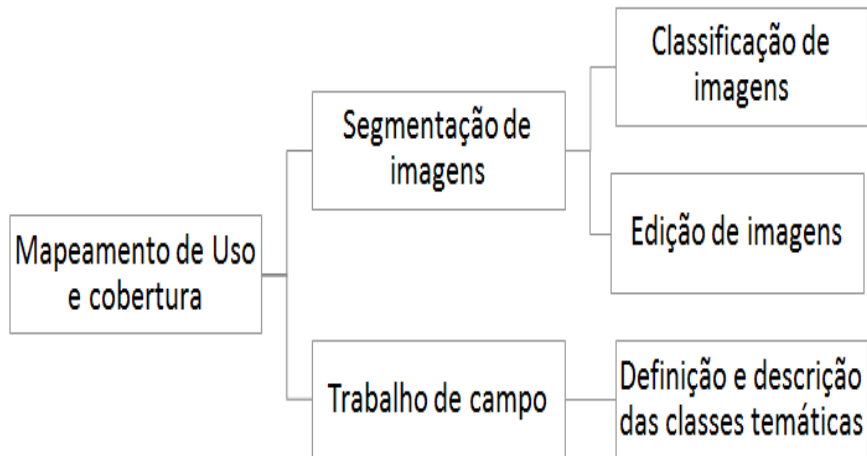 Mapeamento de Uso
e cobertura
Segmentação de
imagens
Classificação de
imagens
Edição de imagens
Trabalho de campo
Definição e descrição
das classes temáticas